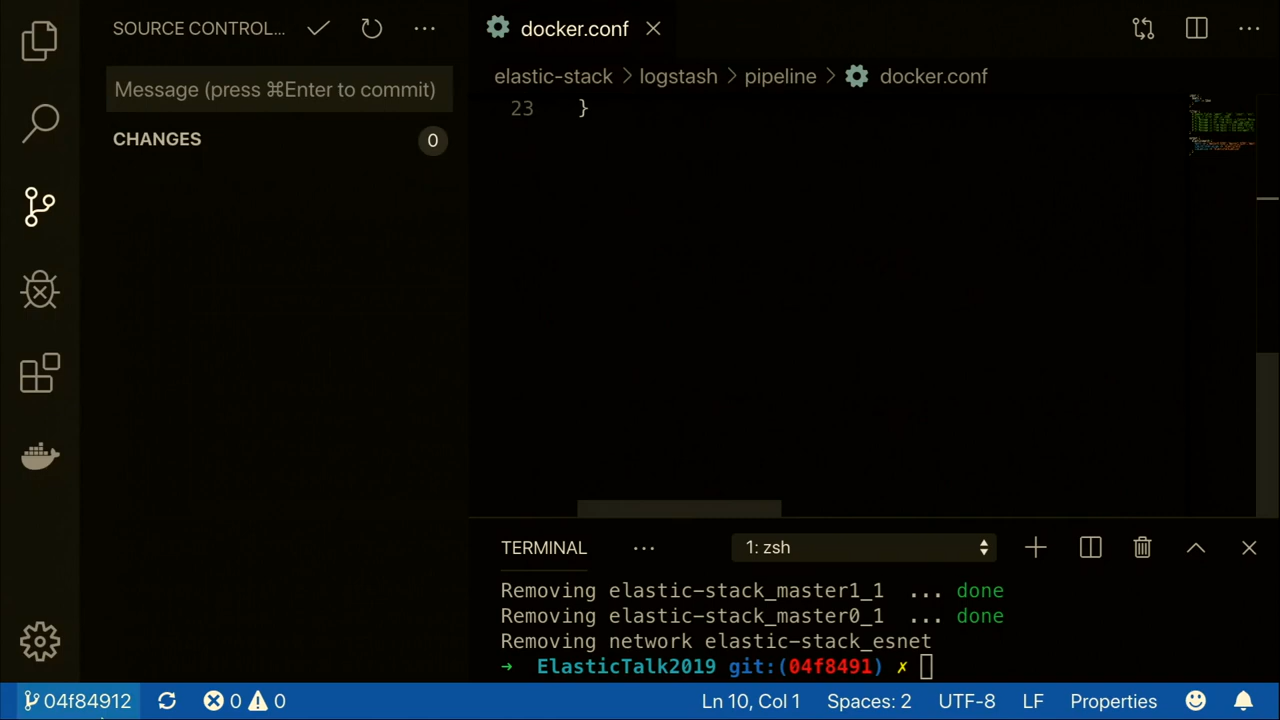 SOURCE CONTROL...
docker.conf
elastic-stack > logstash > pipeline > docker.conf
Message (press ⌘Enter to commit)
23 }
CHANGES
0
TERMINAL
1: zsh
Removing elastic-stack_master1_1 ... done
Removing elastic-stack_master0_1 ... done
Removing network elastic-stack_esnet
→ ElasticTalk2019 git:(04f8491) ✗
04f84912
0
0
Ln 10, Col 1
Spaces: 2
UTF-8
LF
Properties